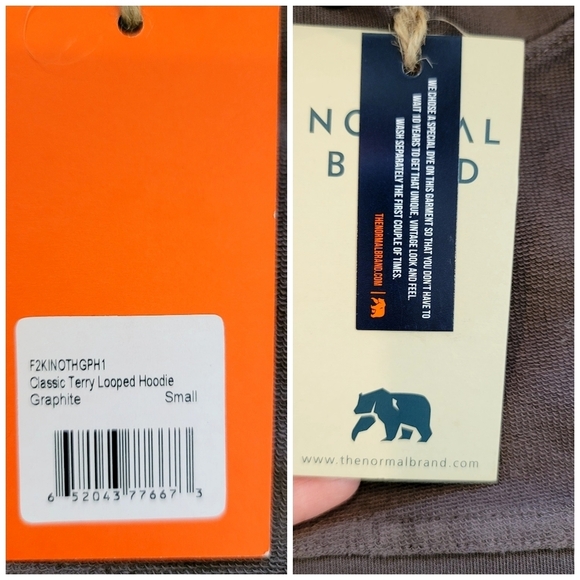 F2KINOTHGPH1
Classic Terry Looped Hoodie
Graphite Small
6 52043 77667 3
NO AL
B D
WE CHOSE A SPECIAL DYE ON THIS GARMENT SO THAT YOU DON'T HAVE TO
WAIT 10 YEARS TO GET THAT UNIQUE, VINTAGE LOOK AND FEEL.
WASH SEPARATELY THE FIRST COUPLE OF TIMES.
THENORMALBRAND.COM
www.thenormalbrand.com